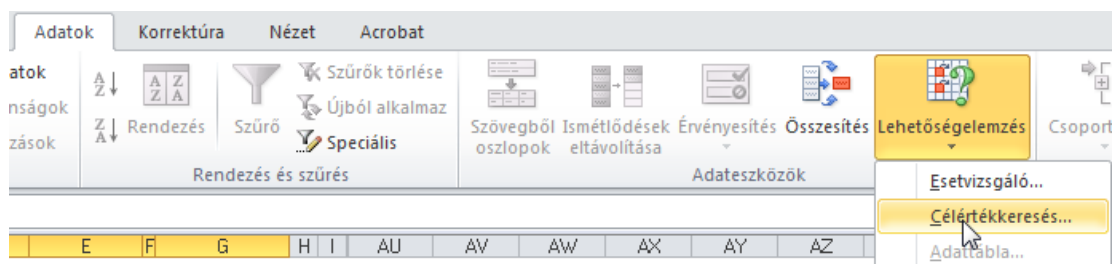 Adatok Korrektúra Nézet Acrobat
atok
nságok
zások
A Z
Z A
A Z
Z A
Rendezés
Szűrő
Szűrők törlése
Újból alkalmaz
Speciális
Szövegből
oszlopok
Ismétlődések
eltávolítása
Érvényesítés
Összesítés
Lehetőségelemzés
Csoport
Rendezés és szűrés
Adateszközök
Esetvizsgáló...
Célértékkeresés...
Adattábla...
E F G H I AU AV AW AX AY AZ